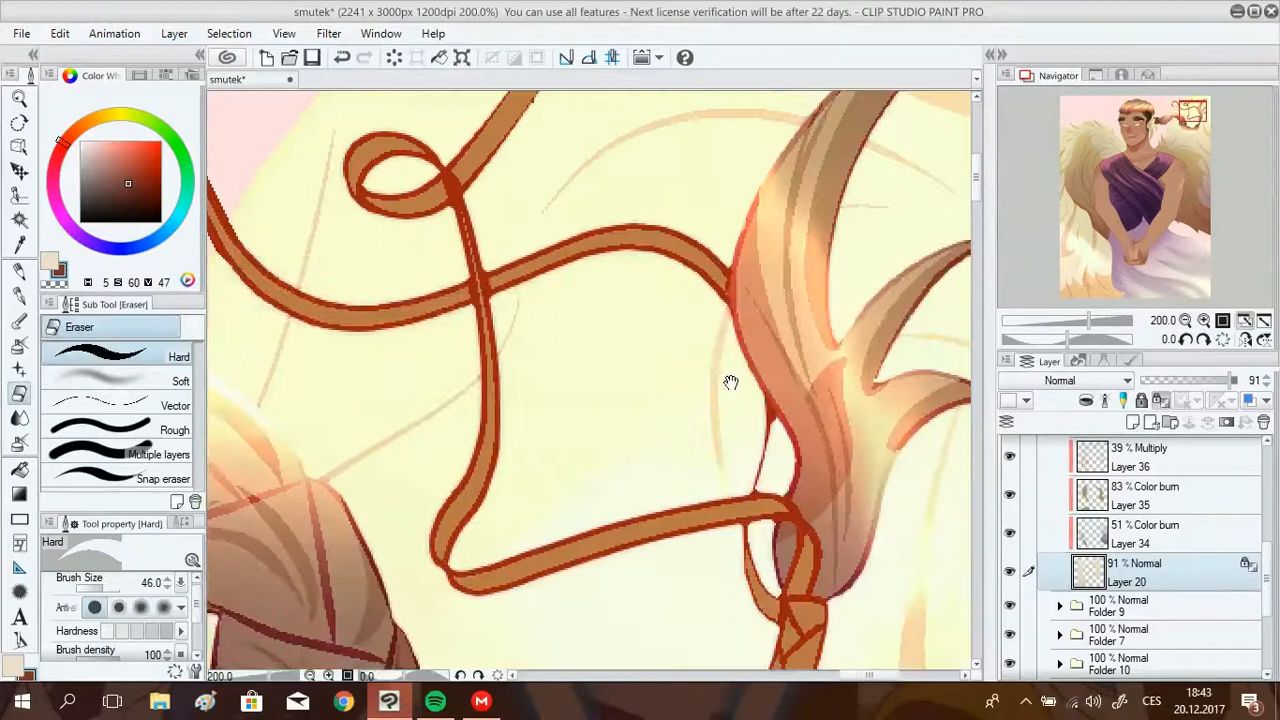 smutek* (2241 x 3000px 1200dpi 200.0%)  You can use all features - Next license verification will be after 22 days. - CLIP STUDIO PAINT PRO
File Edit Animation Layer Selection View Filter Window Help
Color Wh
smutek*
Navigator
H 5 S 60 V 47
Sub Tool [Eraser]
Eraser
Hard
Soft
Vector
Rough
Multiple layers
Snap eraser
Tool property [Hard]
Hard
Brush Size 46.0
Anti-a
Hardness
Brush density 100
200.0
0.0
200.0
0.0
Layer
Normal 91
39 % Multiply
Layer 36
83 % Color burn
Layer 35
51 % Color burn
Layer 34
91 % Normal
Layer 20
100 % Normal
Folder 9
100 % Normal
Folder 7
100 % Normal
Folder 10
CES
18:43
20.12.2017
3